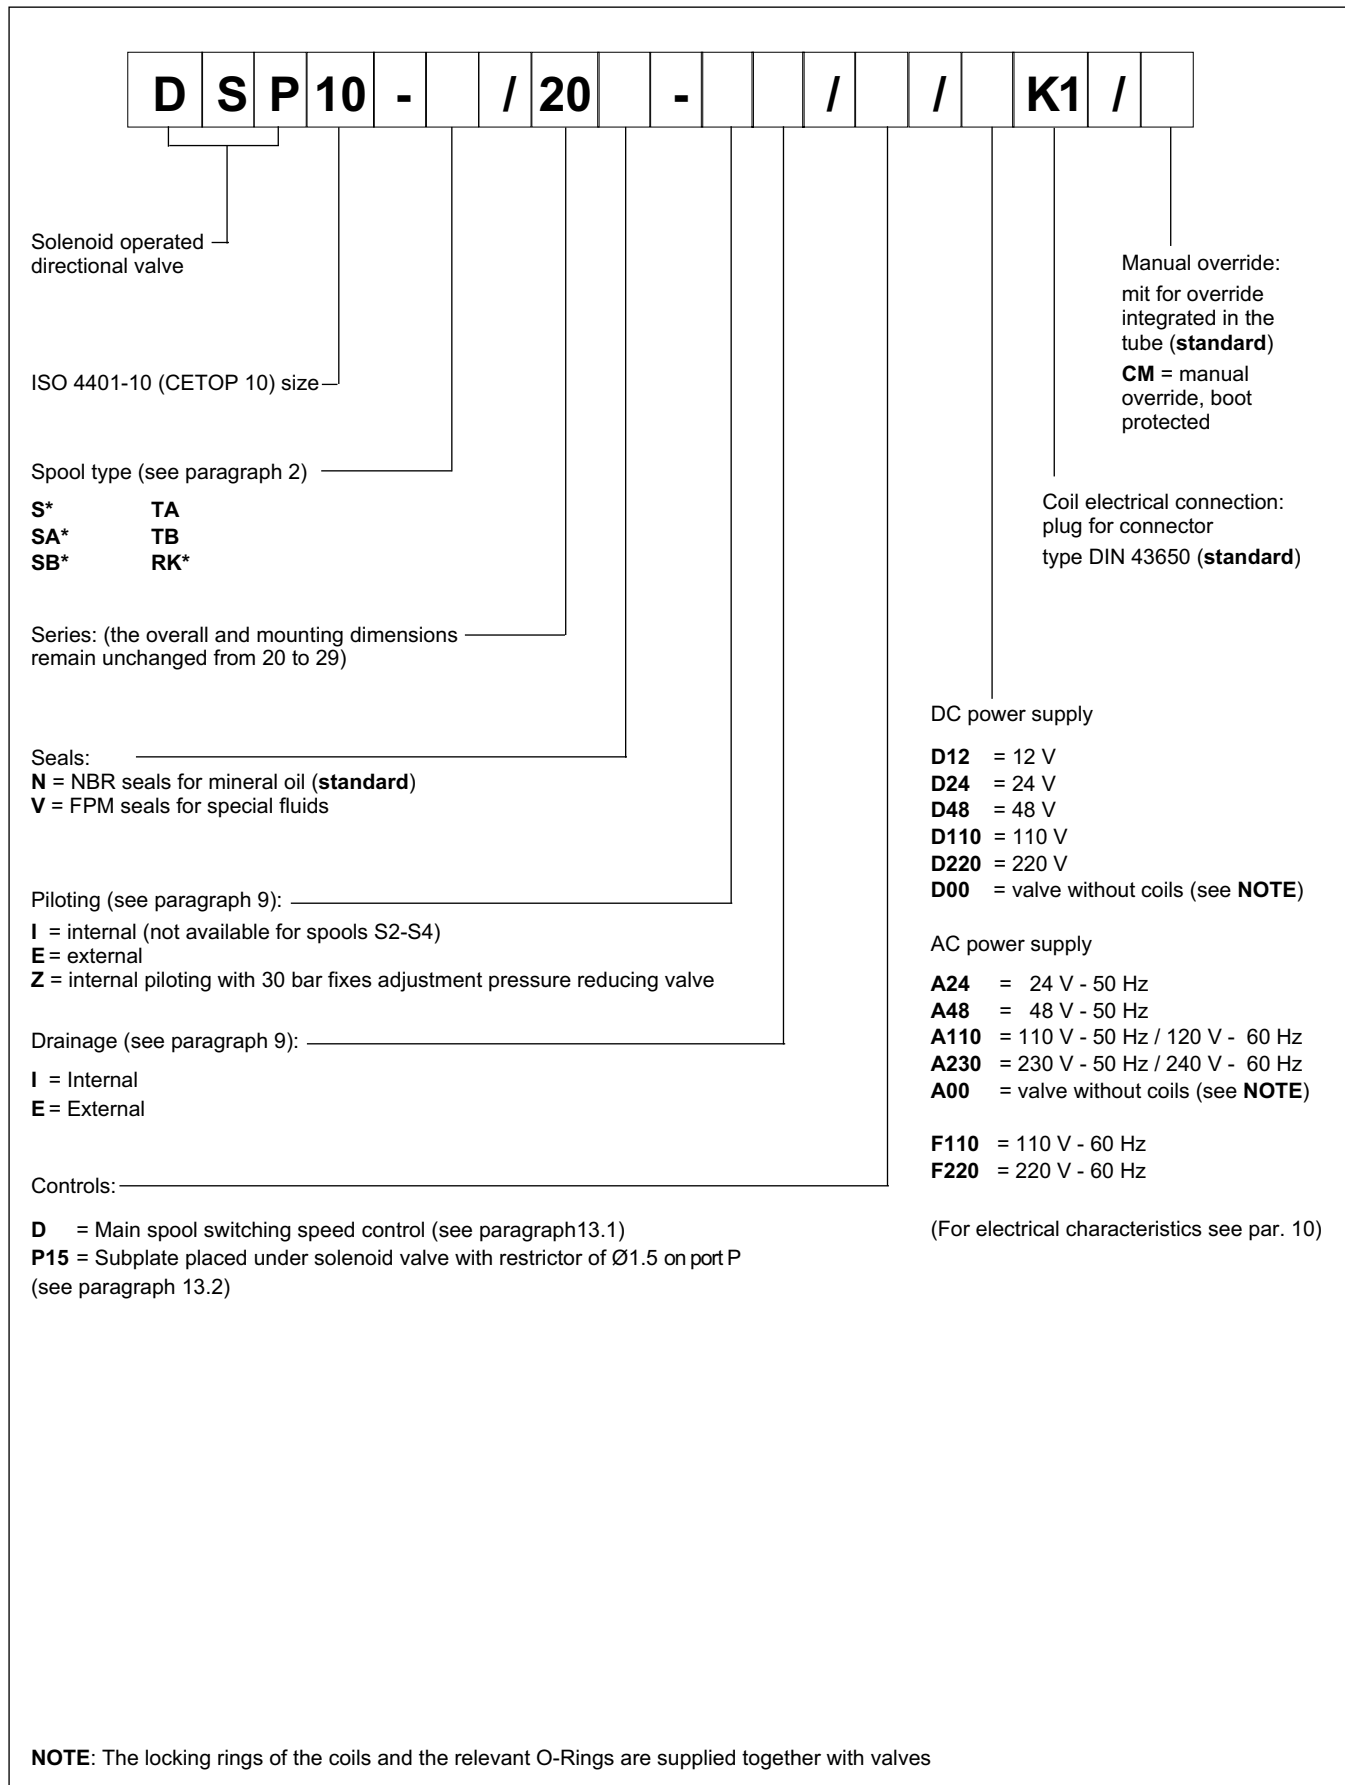 D S P 10 - / 20 - / / K1 /
Solenoid operated
directional valve
ISO 4401-10 (CETOP 10) size
Spool type (see paragraph 2)
S* TA
SA* TB
SB* RK*
Series: (the overall and mounting dimensions
remain unchanged from 20 to 29)
Seals:
N = NBR seals for mineral oil (standard)
V = FPM seals for special fluids
Piloting (see paragraph 9):
I = internal (not available for spools S2-S4)
E = external
Z = internal piloting with 30 bar fixes adjustment pressure reducing valve
Drainage (see paragraph 9):
I = Internal
E = External
Controls:
D = Main spool switching speed control (see paragraph13.1)
P15 = Subplate placed under solenoid valve with restrictor of Ø1.5 on port P
(see paragraph 13.2)
Manual override:
mit for override
integrated in the
tube (standard)
CM = manual
override, boot
protected
Coil electrical connection:
plug for connector
type DIN 43650 (standard)
DC power supply
D12 = 12 V
D24 = 24 V
D48 = 48 V
D110 = 110 V
D220 = 220 V
D00 = valve without coils (see NOTE)
AC power supply
A24 = 24 V - 50 Hz
A48 = 48 V - 50 Hz
A110 = 110 V - 50 Hz / 120 V - 60 Hz
A230 = 230 V - 50 Hz / 240 V - 60 Hz
A00 = valve without coils (see NOTE)
F110 = 110 V - 60 Hz
F220 = 220 V - 60 Hz
(For electrical characteristics see par. 10)
NOTE: The locking rings of the coils and the relevant O-Rings are supplied together with valves